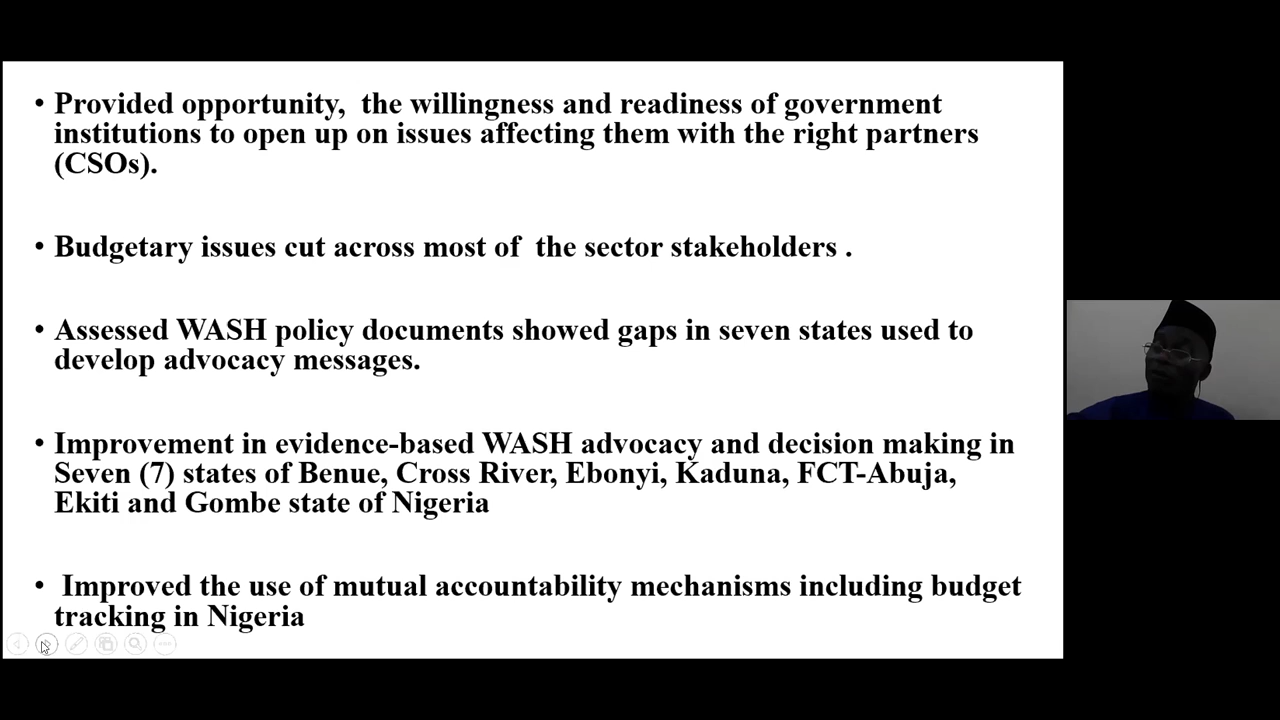 • Provided opportunity,  the willingness and readiness of government
institutions to open up on issues affecting them with the right partners
(CSOs).
• Budgetary issues cut across most of  the sector stakeholders .
• Assessed WASH policy documents showed gaps in seven states used to
develop advocacy messages.
• Improvement in evidence-based WASH advocacy and decision making in
Seven (7) states of Benue, Cross River, Ebonyi, Kaduna, FCT-Abuja,
Ekiti and Gombe state of Nigeria
•  Improved the use of mutual accountability mechanisms including budget
tracking in Nigeria